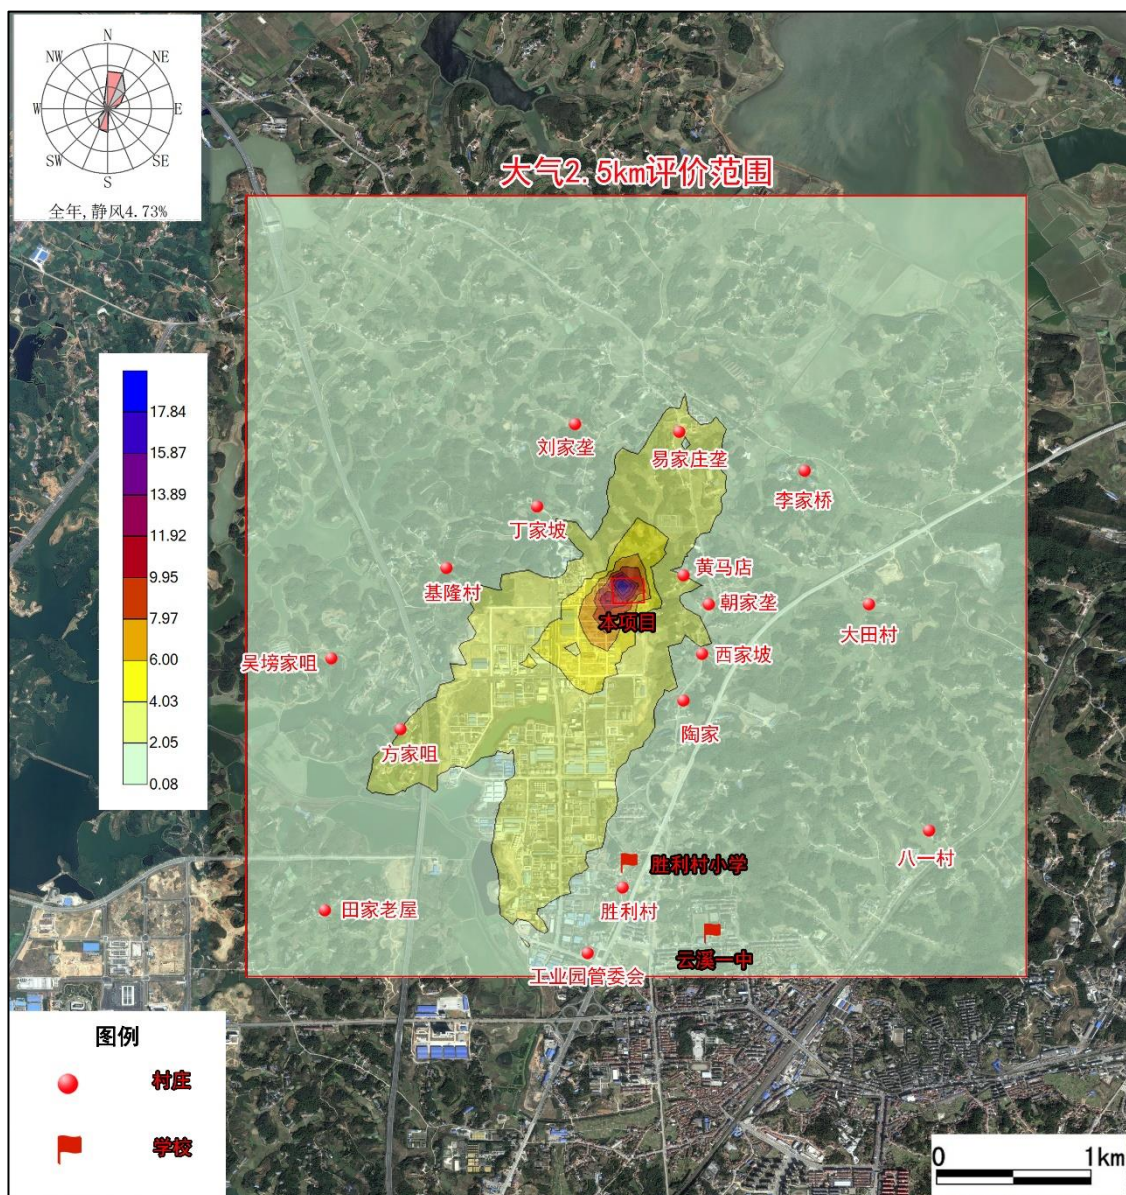 N
NW
NE
W
E
SW
SE
S
全年,静风4.73%
大气2.5km评价范围
17.84
15.87
13.89
11.92
9.95
7.97
6.00
4.03
2.05
0.08
刘家垄
易家庄垄
李家桥
丁家坡
黄马店
基隆村
朝家垄
大田村
本项目
西家坡
吴塝家咀
陶家
方家咀
八一村
胜利村小学
田家老屋
胜利村
云溪一中
工业园管委会
图例
村庄
学校
0
1km